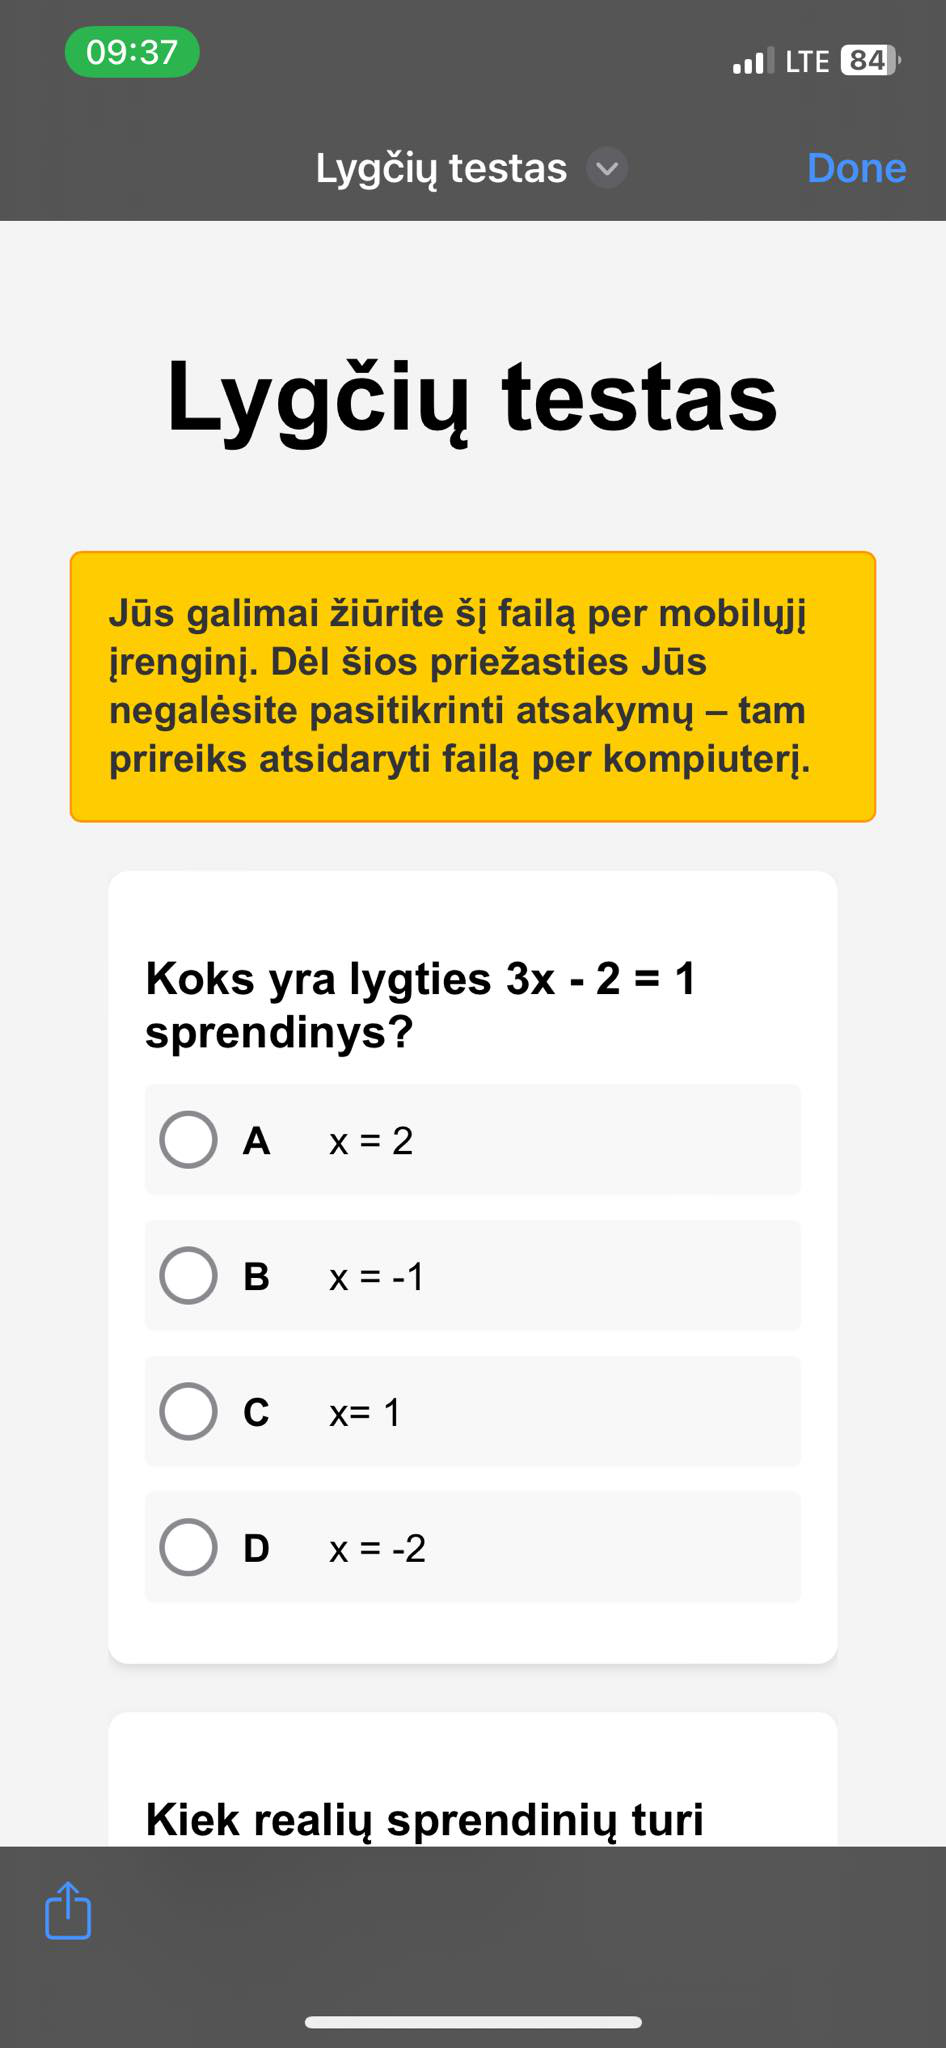 09:37
LTE 84
Lygčių testas
Done
Lygčių testas
Jūs galimai žiūrite šį failą per mobilųjį
įrenginį. Dėl šios priežasties Jūs
negalėsite pasitikrinti atsakymų – tam
prireiks atsidaryti failą per kompiuterį.
Koks yra lygties 3x - 2 = 1
sprendinys?
A x = 2
B x = -1
C x= 1
D x = -2
Kiek realių sprendinių turi